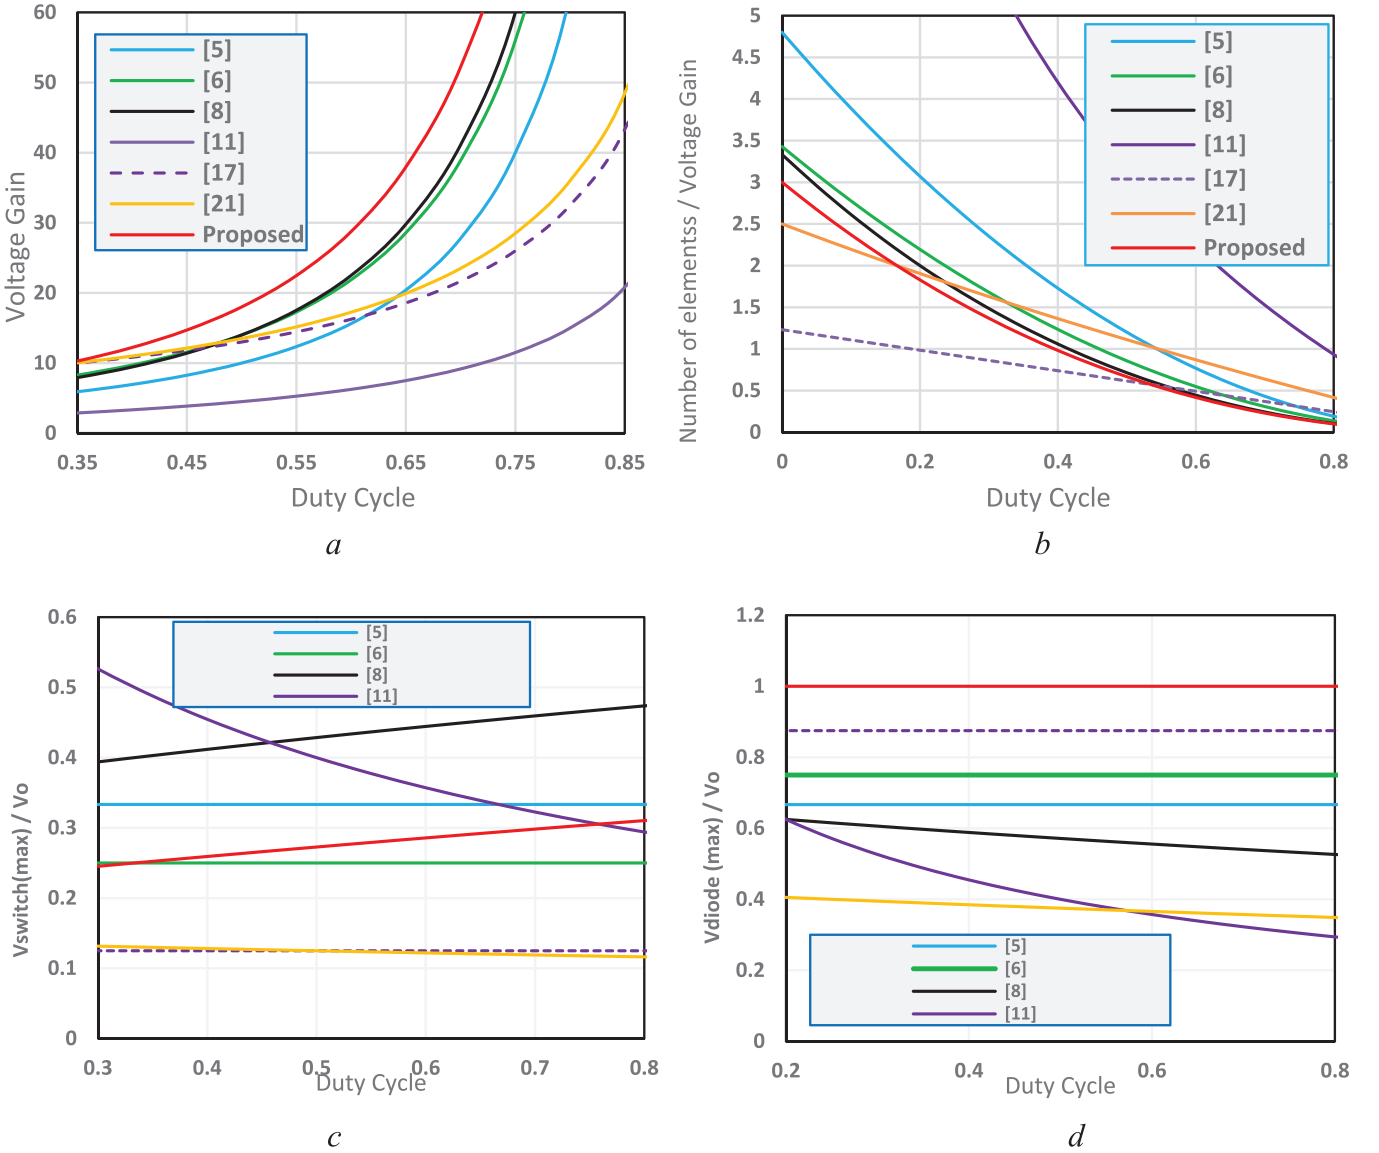 60
50
40
30
20
10
0
Voltage Gain
[5]
[6]
[8]
[11]
[17]
[21]
Proposed
0.35 0.45 0.55 0.65 0.75 0.85
Duty Cycle
a
5
4.5
4
3.5
3
2.5
2
1.5
1
0.5
0
Number of elementss / Voltage Gain
[5]
[6]
[8]
[11]
[17]
[21]
Proposed
0 0.2 0.4 0.6 0.8
Duty Cycle
b
0.6
0.5
0.4
0.3
0.2
0.1
0
Vswitch(max) / Vo
[5]
[6]
[8]
[11]
0.3 0.4 0.5 0.6 0.7 0.8
Duty Cycle
c
1.2
1
0.8
0.6
0.4
0.2
0
Vdiode (max) / Vo
[5]
[6]
[8]
[11]
0.2 0.4 0.6 0.8
Duty Cycle
d